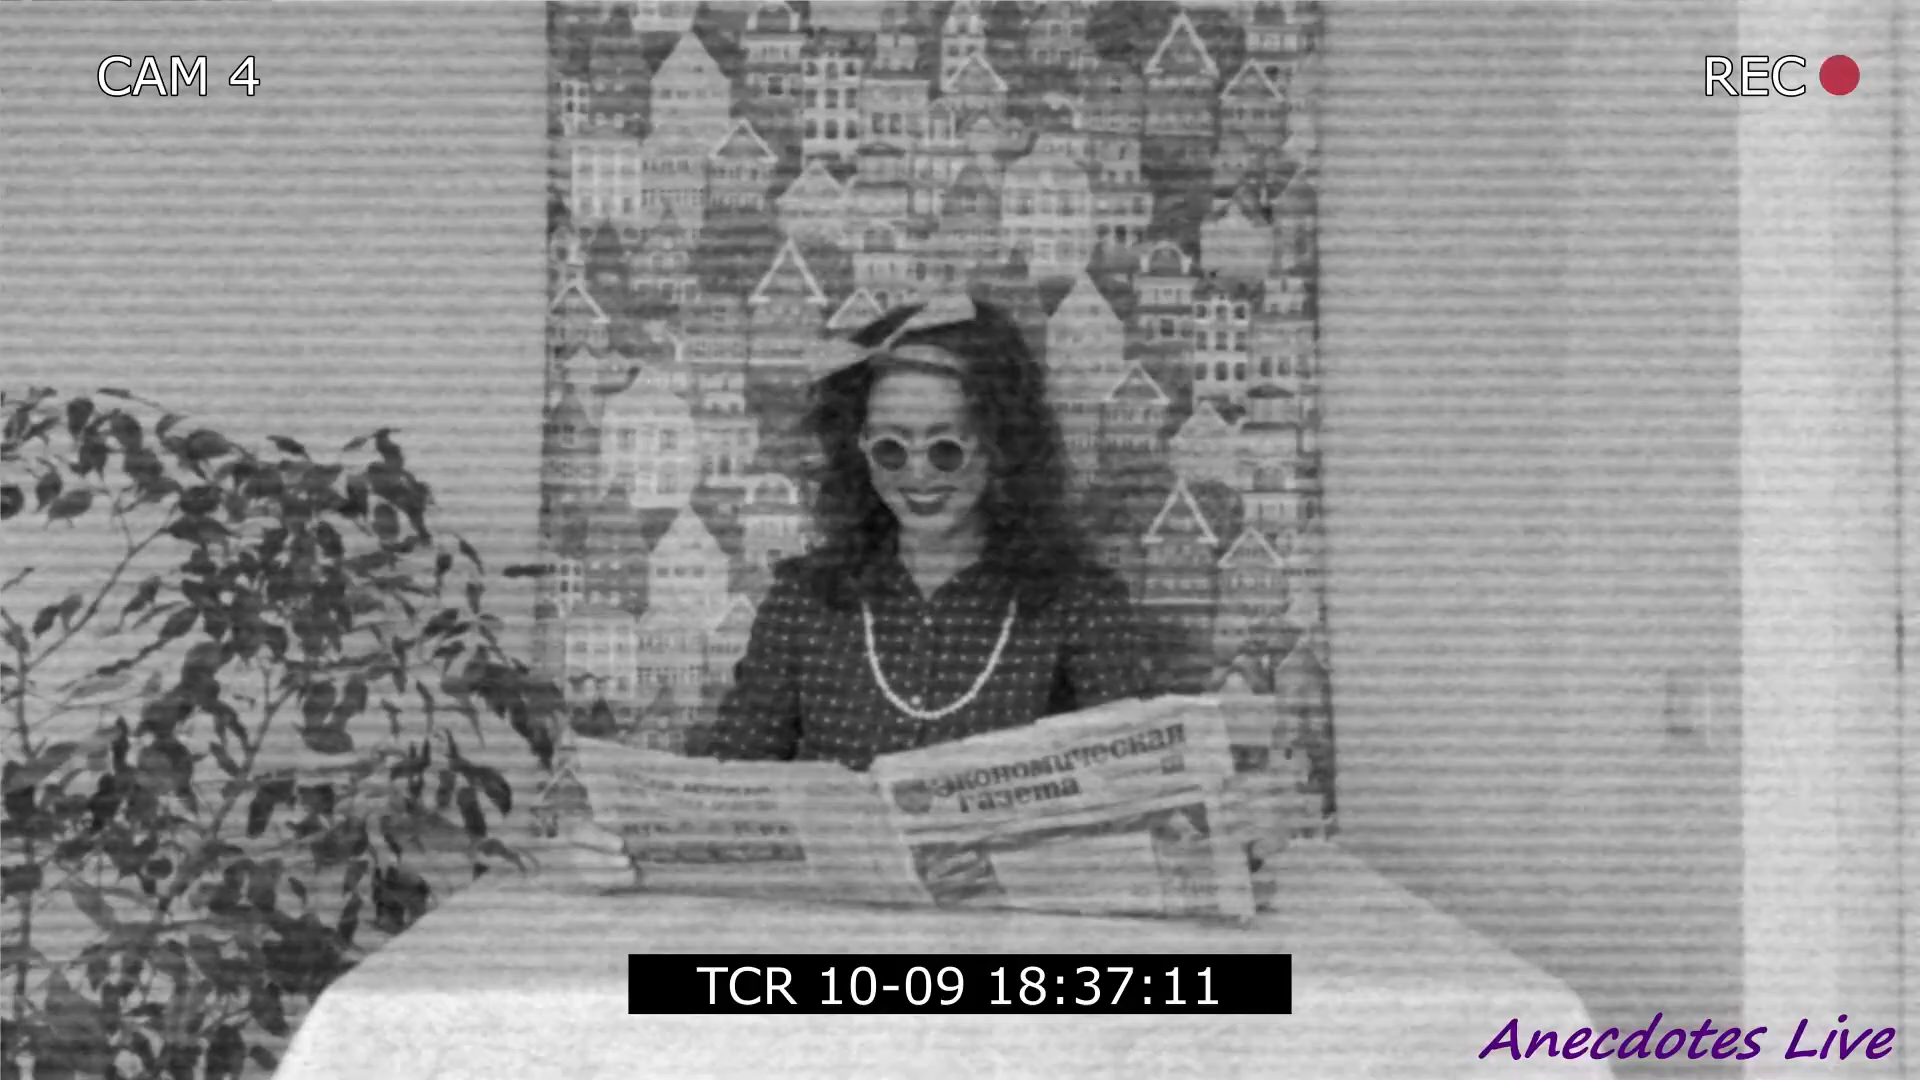 CAM 4
REC
экономическая
газета
TCR 10-09 18:37:11
Anecdotes Live